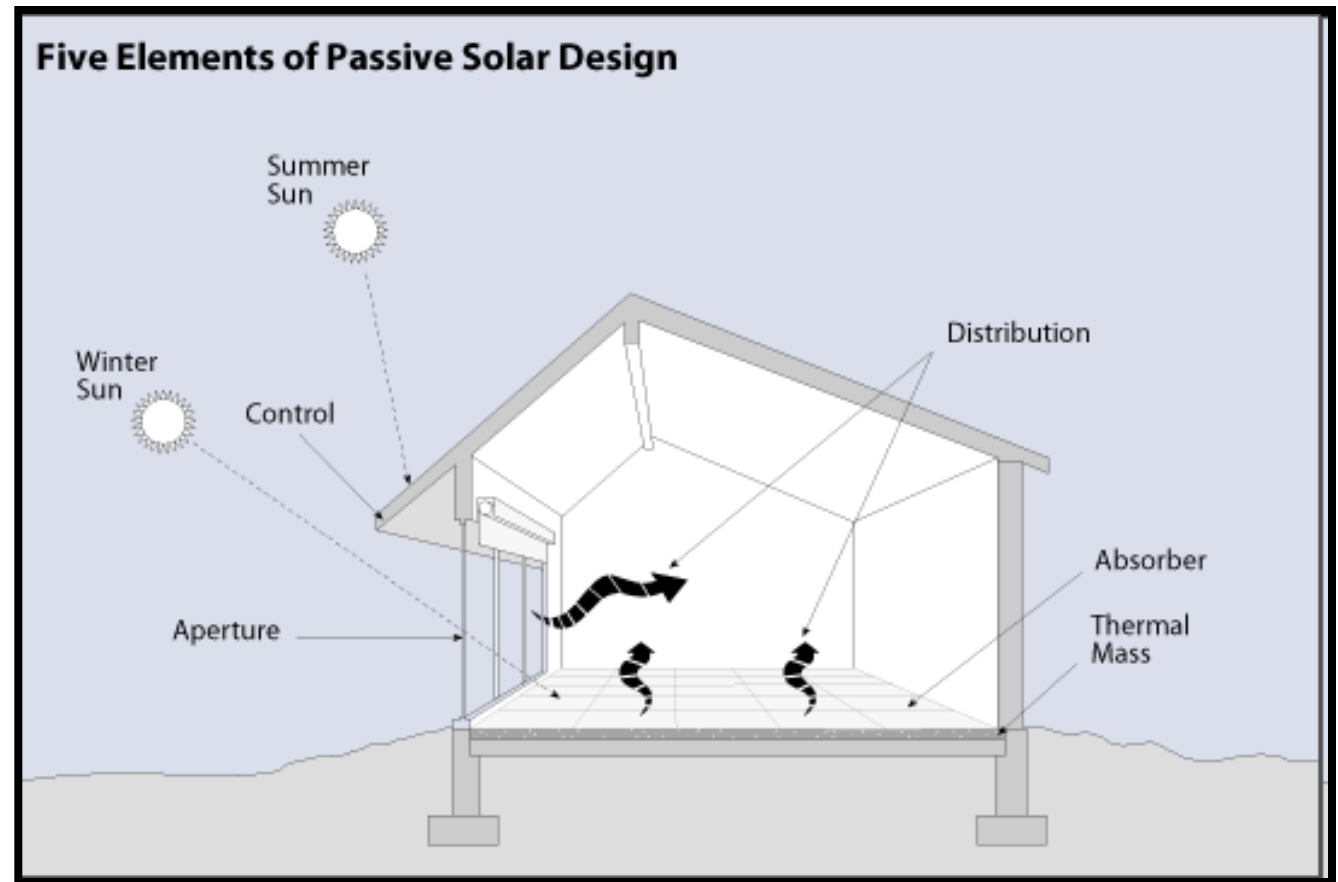 Five Elements of Passive Solar Design
Summer
Sun
Winter
Sun
Control
Distribution
Aperture
Absorber
Thermal
Mass